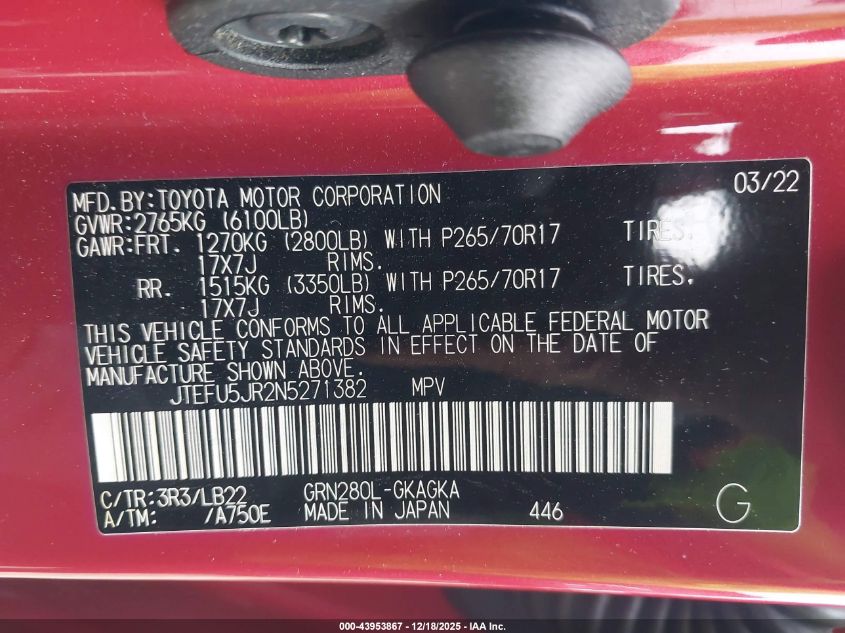 03/22
MFD.BY:TOYOTA MOTOR CORPORATION
GVWR:2765KG (6100LB)
GAWR:FRT. 1270KG (2800LB) WITH P265/70R17 TIRES.
17X7J RIMS.
RR. 1515KG (3350LB) WITH P265/70R17 TIRES.
17X7J RIMS.
THIS VEHICLE CONFORMS TO ALL APPLICABLE FEDERAL MOTOR
VEHICLE SAFETY STANDARDS IN EFFECT ON THE DATE OF
MANUFACTURE SHOWN ABOVE.
JTEFU5JR2N5271382 MPV
C/TR:3R3/LB22 GRN280L-GKAGKA
A/TM: /A750E MADE IN JAPAN 446 G
000-43953867 - 12/18/2025 - IAA Inc.